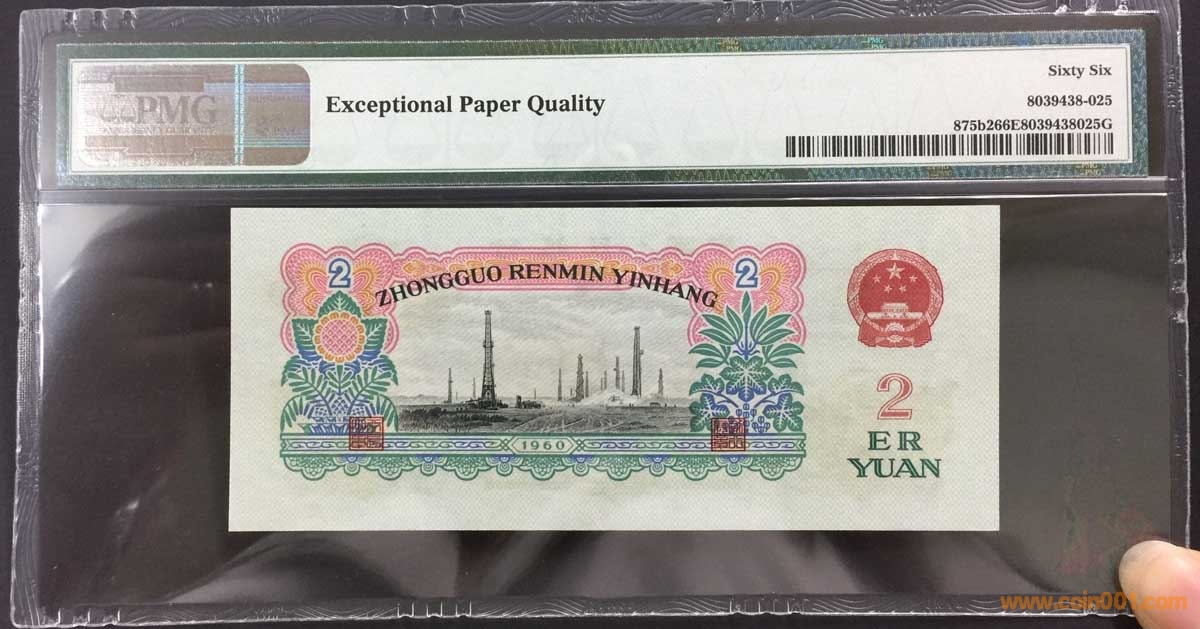 PMG
Exceptional Paper Quality
Sixty Six
8039438-025
875b266E8039438025G
2
2
ZHONGGUO RENMIN YINHANG
1960
2
ER
YUAN
www.coin001.com